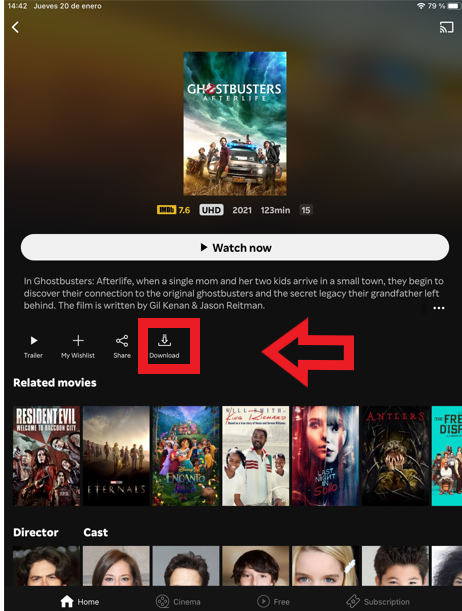 14:42 Jueves 20 de enero 79 %
GHOSTBUSTERS
AFTERLIFE
IMDb 7.6 UHD 2021 123min 15
Watch now
In Ghostbusters: Afterlife, when a single mom and her two kids arrive in a small town, they begin to
discover their connection to the original ghostbusters and the secret legacy their grandfather left
behind. The film is written by Gil Kenan & Jason Reitman.
Trailer My Wishlist Share Download
Related movies
RESIDENT EVIL
WELCOME TO RACCOON CITY
ETERNALS
Disney
ENCANTO
WILL SMITH
KING RICHARD
LAST
NIGHT IN
SOHO
ANTLERS
THE FRE
DISP
Director Cast
Home Cinema Free Subscription